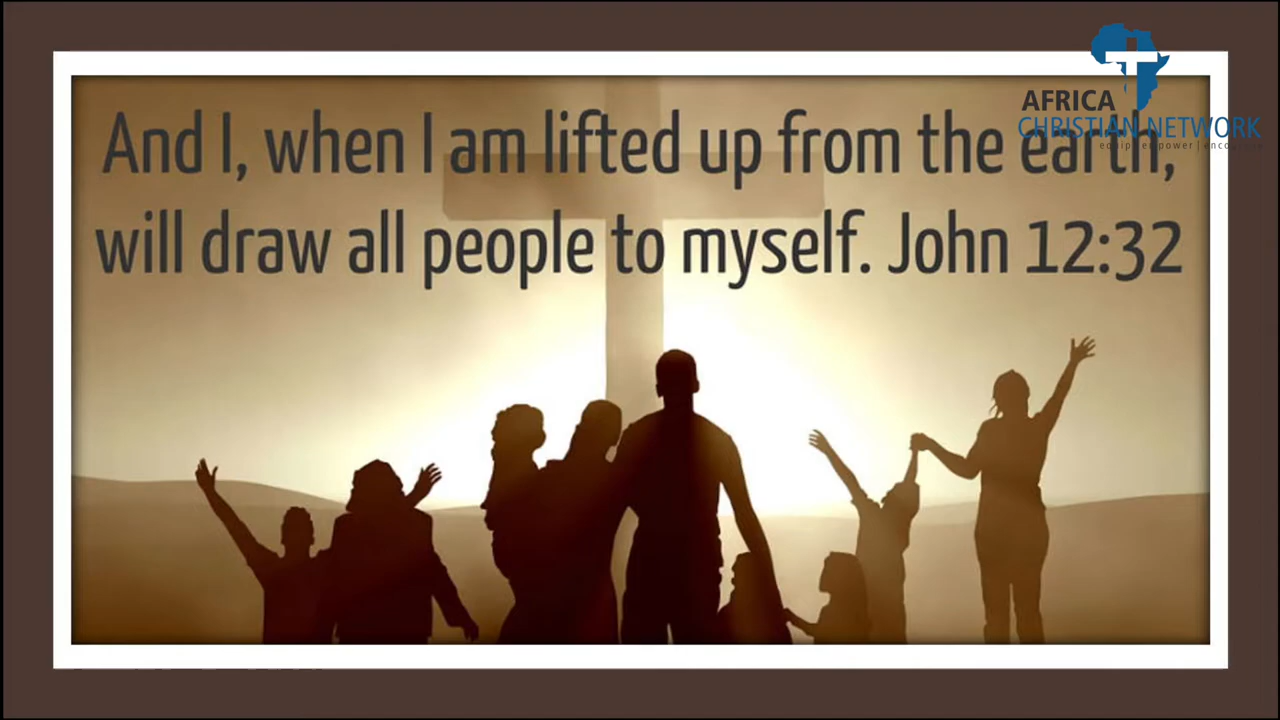 AFRICA
CHRISTIAN NETWORK
And I, when I am lifted up from the earth,
will draw all people to myself. John 12:32